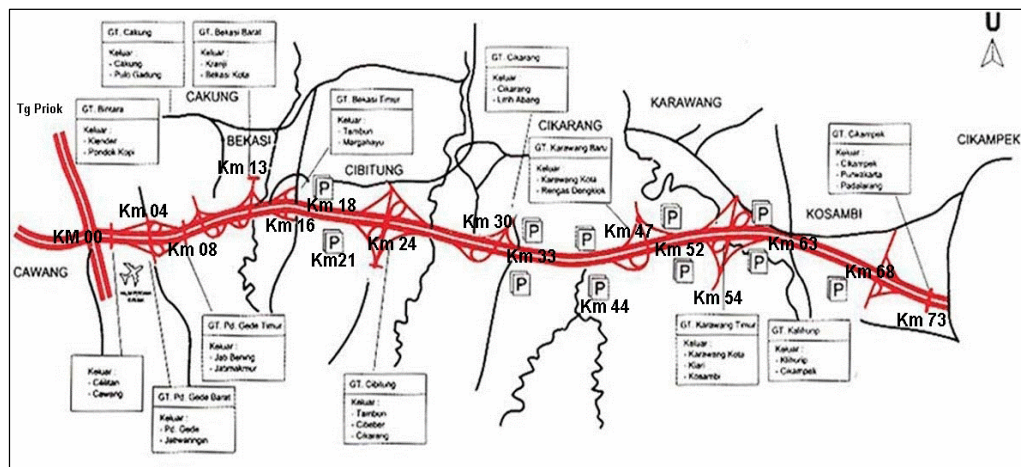 U
GT. Cakung
Keluar :
- Cakung
- Pulo Gadung
GT. Bekasi Barat
Keluar :
- Kranji
- Bekasi Kota
GT. Bintara
Keluar :
- Klender
- Pondok Kopi
GT. Bekasi Timur
Keluar :
- Tambun
- Margahayu
GT. Cikarang
Keluar :
- Cikarang
- Lmh Abang
GT. Karawang Baru
Keluar
- Karawang Kota
- Rengas Dengklok
GT. Cikampek
Keluar :
- Cikampek
- Purwakarta
- Padalarang
Tg Priok
CAKUNG
BEKASI
CIBITUNG
CIKARANG
KARAWANG
KOSAMBI
CIKAMPEK
CAWANG
KM 00
Km 04
Km 08
Km 13
Km 16
Km 18
Km21
Km 24
Km 30
Km 33
Km 44
Km 47
Km 52
Km 54
Km 63
Km 68
Km 73
P
P
P
P
P
P
P
P
P
P
Keluar :
- Cililitan
- Cawang
GT. Pd. Gede Barat
Keluar :
- Pd. Gede
- Jatiwaringin
GT. Pd. Gede Timur
Keluar :
- Jati Bening
- Jatimakmur
GT. Cibitung
Keluar :
- Tambun
- Cibeber
- Cikarang
GT. Karawang Timur
Keluar :
- Karawang Kota
- Klari
- Kosambi
GT. Kalihurip
Keluar :
- Klihurip
- Cikampek